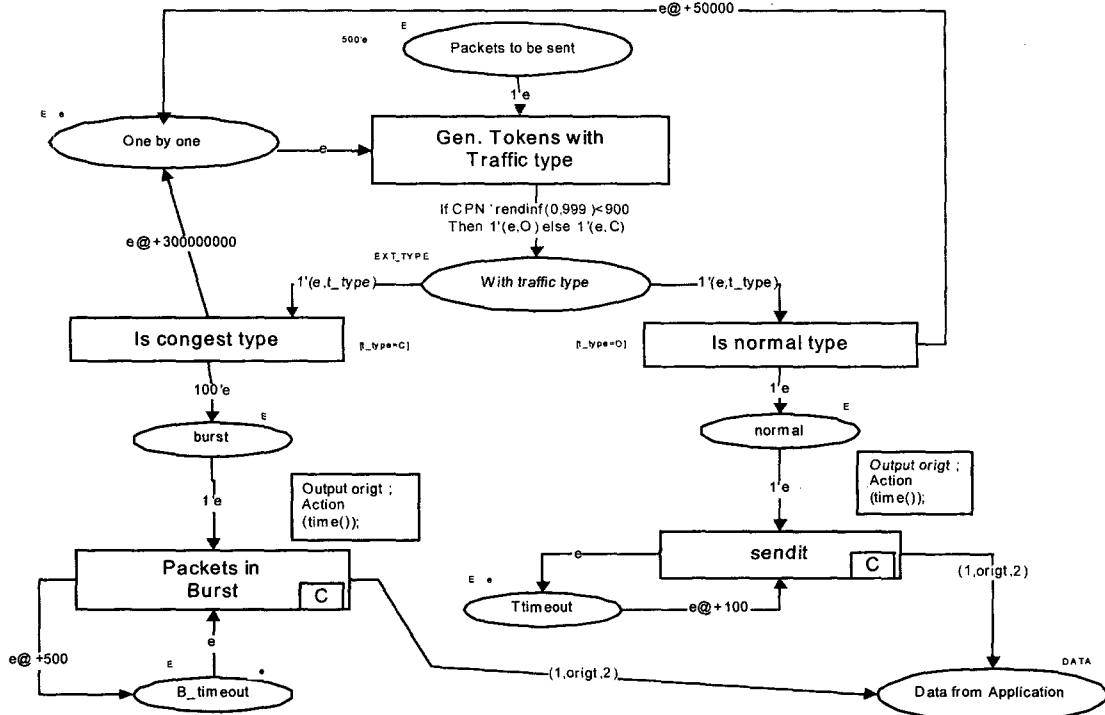 e@+50000
E
500'e
Packets to be sent
1'e
E e
One by one
e
Gen. Tokens with
Traffic type
If CPN 'rendinf(0,999)<900
Then 1'(e,O) else 1'(e,C)
e@+300000000
EXT_TYPE
With traffic type
1'(e,t_type)
1'(e,t_type)
Is congest type
[t_type=C]
Is normal type
[t_type=O]
100'e
1'e
E
burst
E
normal
1'e
Output origt ;
Action
(time());
1'e
Output origt ;
Action
(time());
Packets in
Burst
C
sendit
C
e
E e
Ttimeout
e@+100
(1,origt,2)
e@+500
e
E
e
B_timeout
(1,origt,2)
DATA
Data from Application